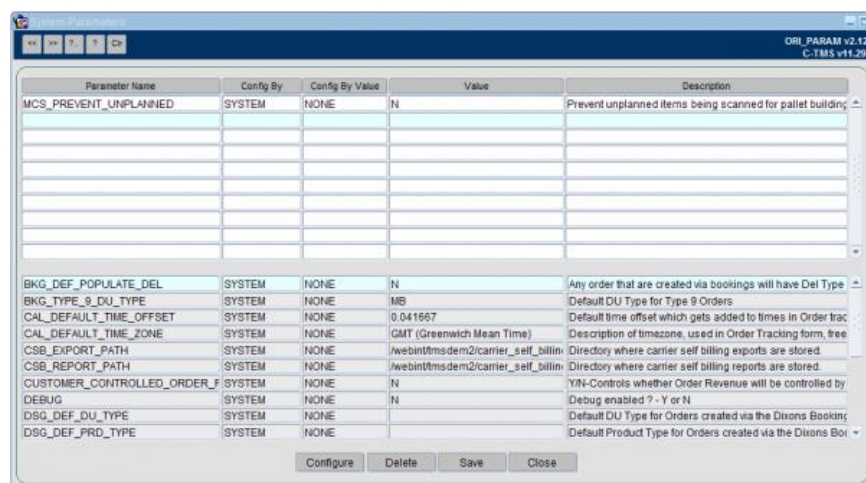 System Parameters
<< >> ?.. ? Clr
ORI_PARAM v2.12
C-TMS v11.29
Parameter Name Config By Config By Value Value Description
MCS_PREVENT_UNPLANNED SYSTEM NONE N Prevent unplanned items being scanned for pallet building
BKG_DEF_POPULATE_DEL SYSTEM NONE N Any order that are created via bookings will have Del Type
BKG_TYPE_9_DU_TYPE SYSTEM NONE MB Default DU Type for Type 9 Orders
CAL_DEFAULT_TIME_OFFSET SYSTEM NONE 0.041667 Default time offset which gets added to times in Order trac
CAL_DEFAULT_TIME_ZONE SYSTEM NONE GMT (Greenwich Mean Time) Description of timezone, used in Order Tracking form, free
CSB_EXPORT_PATH SYSTEM NONE /webint/tmsdem2/carrier_self_billin Directory where carrier self billing exports are stored.
CSB_REPORT_PATH SYSTEM NONE /webint/tmsdem2/carrier_self_billin Directory where carrier self billing reports are stored.
CUSTOMER_CONTROLLED_ORDER_F SYSTEM NONE N Y/N-Controls whether Order Revenue will be controlled by
DEBUG SYSTEM NONE N Debug enabled ? - Y or N
DSG_DEF_DU_TYPE SYSTEM NONE Default DU Type for Orders created via the Dixons Booking
DSG_DEF_PRD_TYPE SYSTEM NONE Default Product Type for Orders created via the Dixons Boo
Configure Delete Save Close